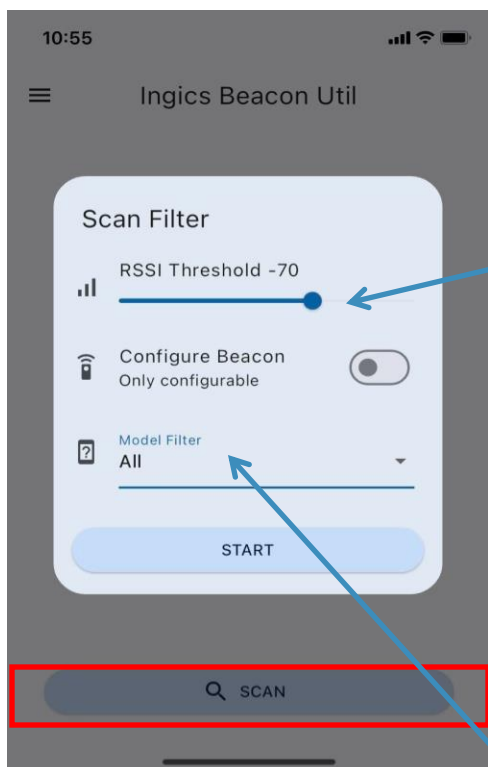 10:55
Ingics Beacon Util
Scan Filter
RSSI Threshold -70
Configure Beacon
Only configurable
Model Filter
All
START
SCAN